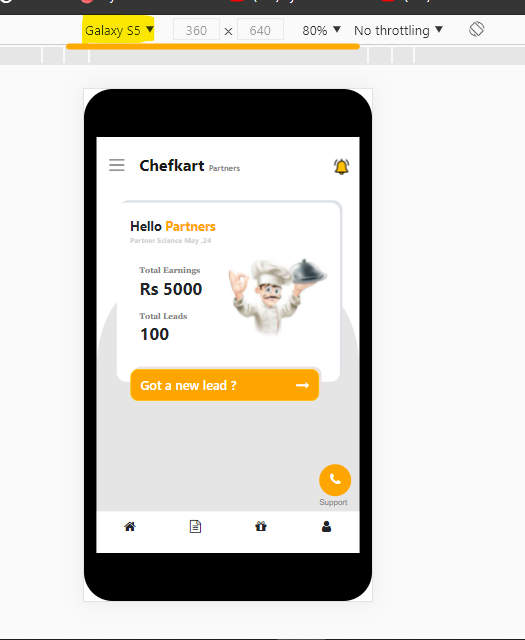 Galaxy S5 ▼ 360 × 640 80% ▼ No throttling ▼
Chefkart Partners
Hello Partners
Partner Science May ,24
Total Earnings
Rs 5000
Total Leads
100
Got a new lead ?
Support